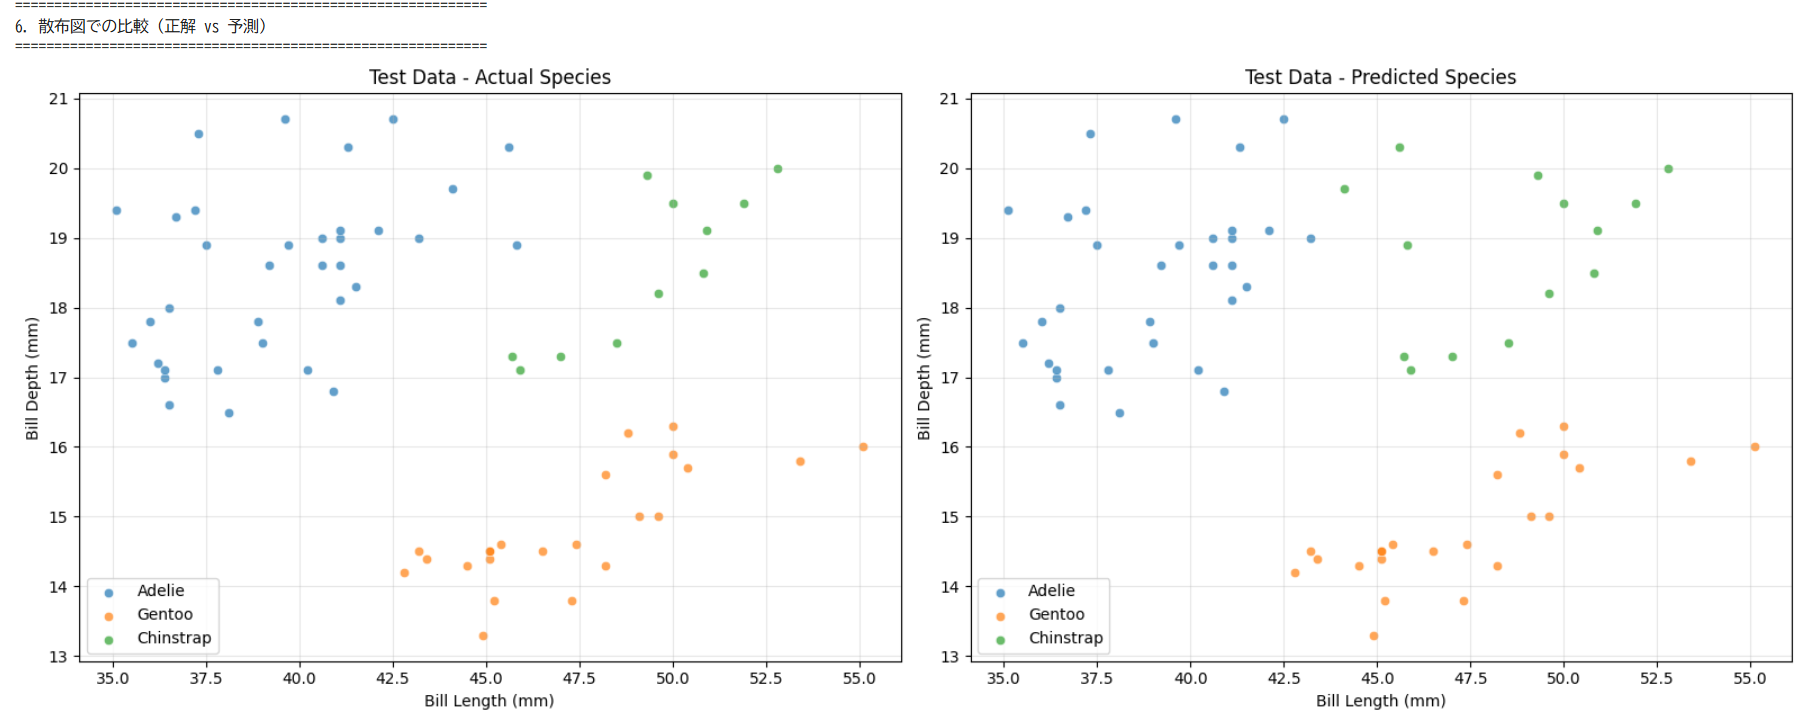 ============================================================
6. 散布図での比較（正解 vs 予測）
============================================================
Test Data - Actual Species
21
20
19
18
17
16
15
14
13
Bill Depth (mm)
Adelie
Gentoo
Chinstrap
35.0 37.5 40.0 42.5 45.0 47.5 50.0 52.5 55.0
Bill Length (mm)
Test Data - Predicted Species
21
20
19
18
17
16
15
14
13
Bill Depth (mm)
Adelie
Gentoo
Chinstrap
35.0 37.5 40.0 42.5 45.0 47.5 50.0 52.5 55.0
Bill Length (mm)